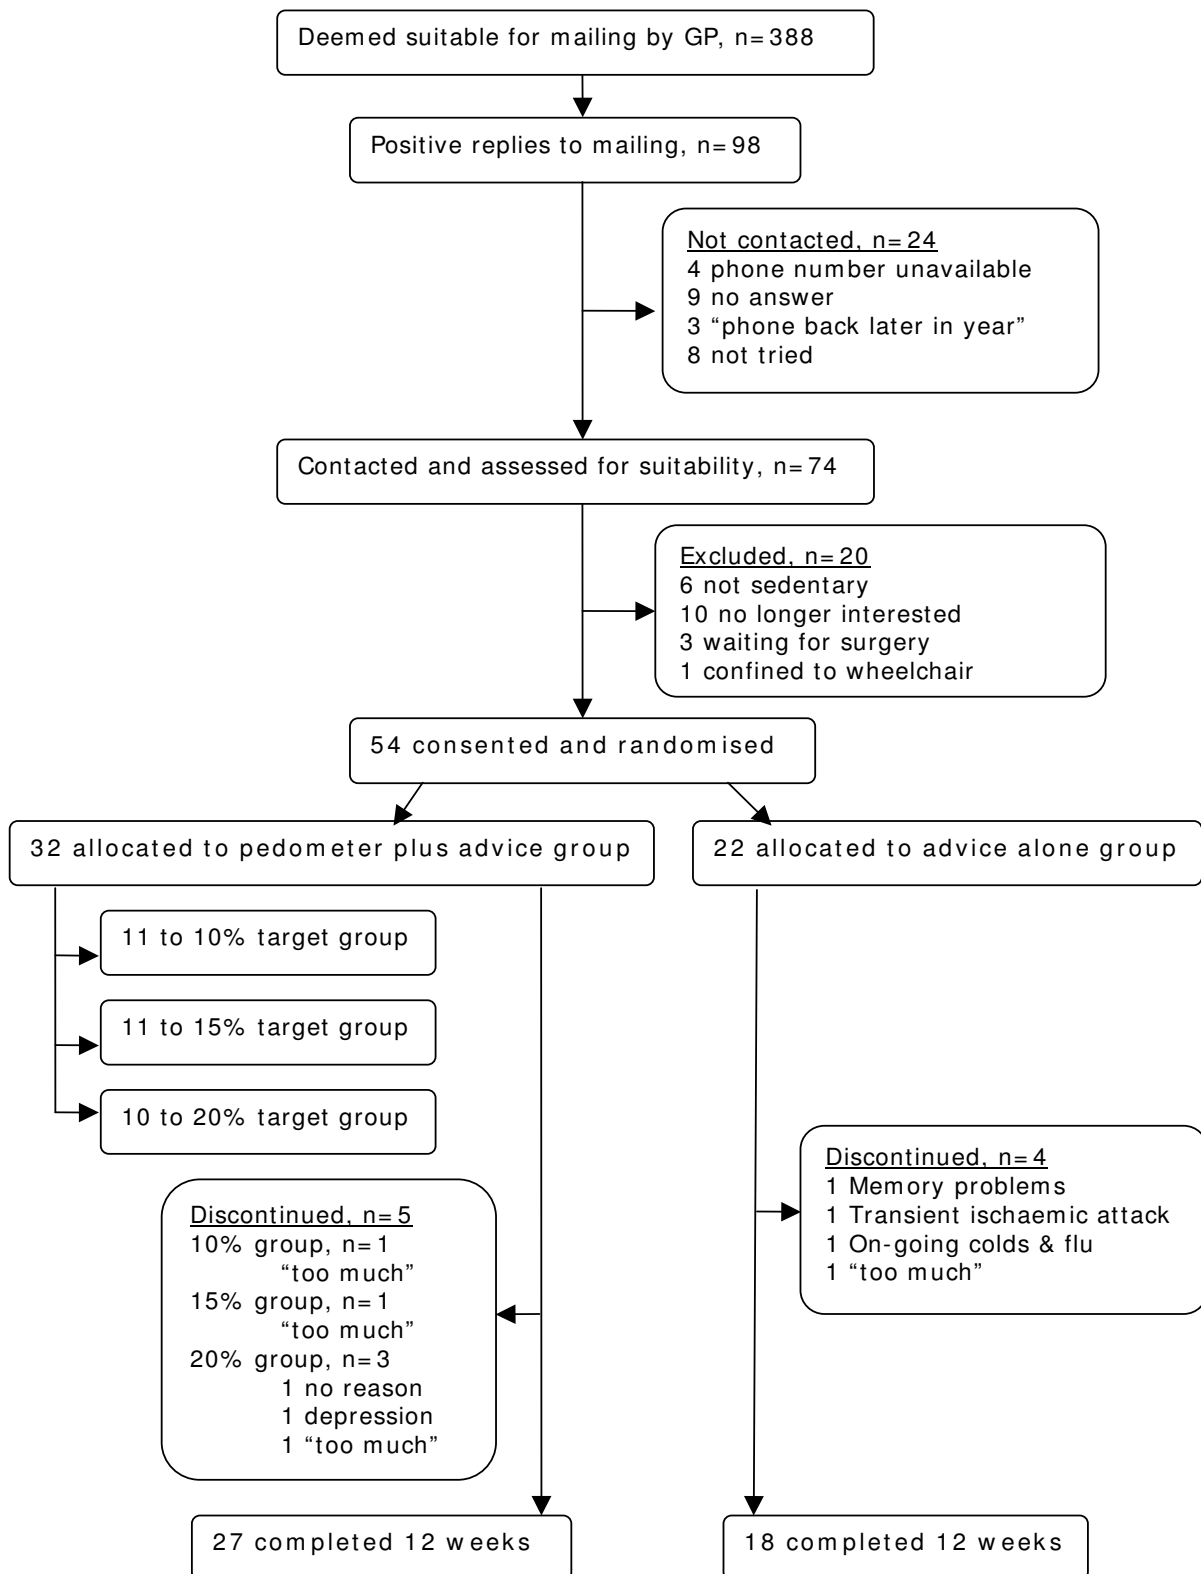 Deemed suitable for mailing by GP, n=388
Positive replies to mailing, n=98
Not contacted, n=24
4 phone number unavailable
9 no answer
3 “phone back later in year”
8 not tried
Contacted and assessed for suitability, n=74
Excluded, n=20
6 not sedentary
10 no longer interested
3 waiting for surgery
1 confined to wheelchair
54 consented and randomised
32 allocated to pedometer plus advice group
22 allocated to advice alone group
11 to 10% target group
11 to 15% target group
10 to 20% target group
Discontinued, n=4
1 Memory problems
1 Transient ischaemic attack
1 On-going colds & flu
1 “too much”
Discontinued, n=5
10% group, n=1
“too much”
15% group, n=1
“too much”
20% group, n=3
1 no reason
1 depression
1 “too much”
27 completed 12 weeks
18 completed 12 weeks